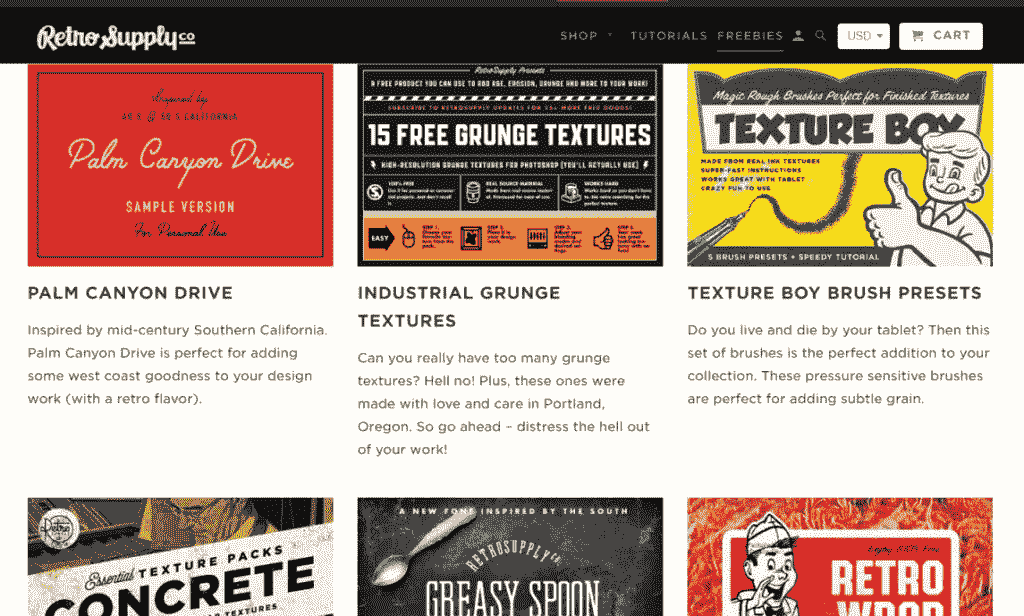 RetroSupply co
SHOP TUTORIALS FREEBIES USD CART
Inspired by
40's & 50's CALIFORNIA
Palm Canyon Drive
SAMPLE VERSION
For Personal Use
RetroSupply Presents
A FREE PRODUCT YOU CAN USE TO ADD AGE, EROSION, GRUNGE AND MORE TO YOUR WORK!
SUBSCRIBE TO RETROSUPPLY UPDATES FOR MORE FREE GOODS!
15 FREE GRUNGE TEXTURES
HIGH-RESOLUTION GRUNGE TEXTURES FOR PHOTOSHOP (YOU'LL ACTUALLY USE)
100% FREE
REAL SOURCE MATERIAL
WORKS HARD
EASY
STEP 1.
STEP 2.
STEP 3.
STEP 4.
Magic Rough Brushes Perfect for Finished Textures
TEXTURE BOY
MADE FROM REAL INK TEXTURES
SUPER-FAST INSTRUCTIONS
WORKS GREAT WITH TABLET
CRAZY FUN TO USE
5 BRUSH PRESETS + SPEEDY TUTORIAL
PALM CANYON DRIVE
Inspired by mid-century Southern California.
Palm Canyon Drive is perfect for adding
some west coast goodness to your design
work (with a retro flavor).
INDUSTRIAL GRUNGE
TEXTURES
Can you really have too many grunge
textures? Hell no! Plus, these ones were
made with love and care in Portland,
Oregon. So go ahead – distress the hell out
of your work!
TEXTURE BOY BRUSH PRESETS
Do you live and die by your tablet? Then this
set of brushes is the perfect addition to your
collection. These pressure sensitive brushes
are perfect for adding subtle grain.
Retro
Essential TEXTURE PACKS
CONCRETE
TEXTURES
A NEW FONT INSPIRED BY THE SOUTH
RETROSUPPLY co.
GREASY SPOON
RETRO
WOOD